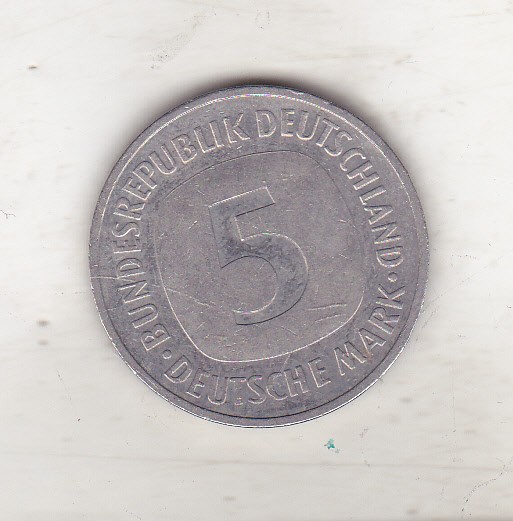 BUNDESREPUBLIK DEUTSCHLAND
5
DEUTSCHE MARK